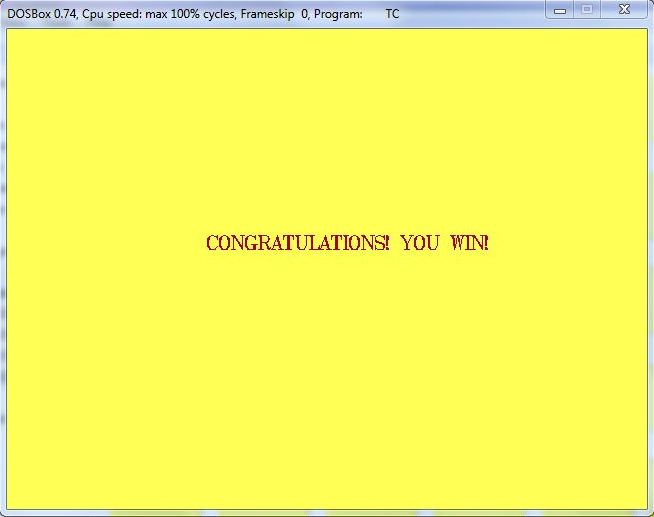 DOSBox 0.74, Cpu speed: max 100% cycles, Frameskip 0, Program: TC
CONGRATULATIONS! YOU WIN!